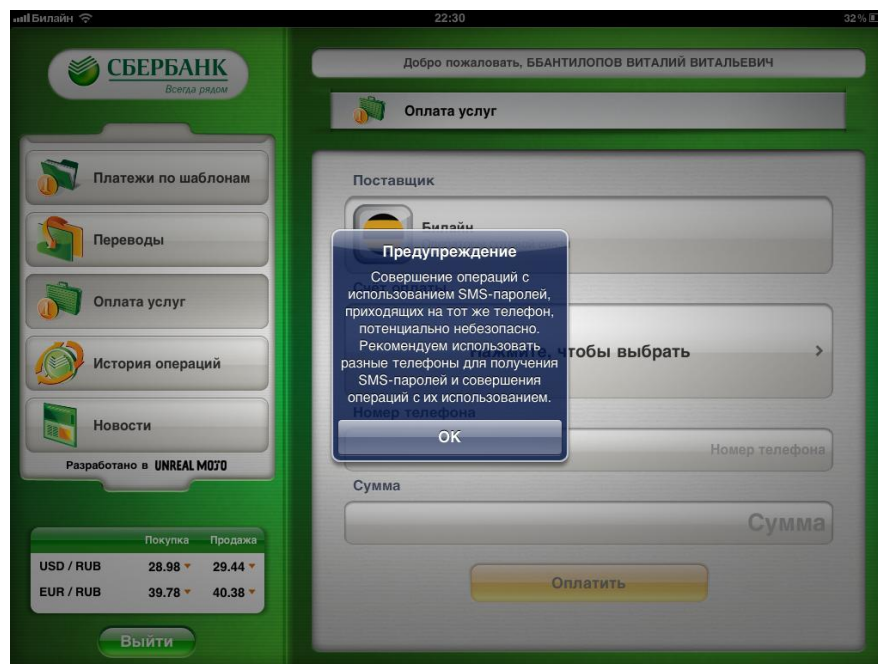 Билайн
22:30
32 %
СБЕРБАНК
Всегда рядом
Добро пожаловать, ББАНТИЛОПОВ ВИТАЛИЙ ВИТАЛЬЕВИЧ
Оплата услуг
Платежи по шаблонам
Переводы
Оплата услуг
История операций
Новости
Разработано в UNREAL MOJO
Покупка Продажа
USD / RUB 28.98 29.44
EUR / RUB 39.78 40.38
Выйти
Поставщик
Билайн
Предупреждение
Совершение операций с
использованием SMS-паролей,
приходящих на тот же телефон,
потенциально небезопасно.
Рекомендуем использовать
разные телефоны для получения
SMS-паролей и совершения
операций с их использованием.
OK
Нажмите, чтобы выбрать
Номер телефона
Номер телефона
Сумма
Сумма
Оплатить